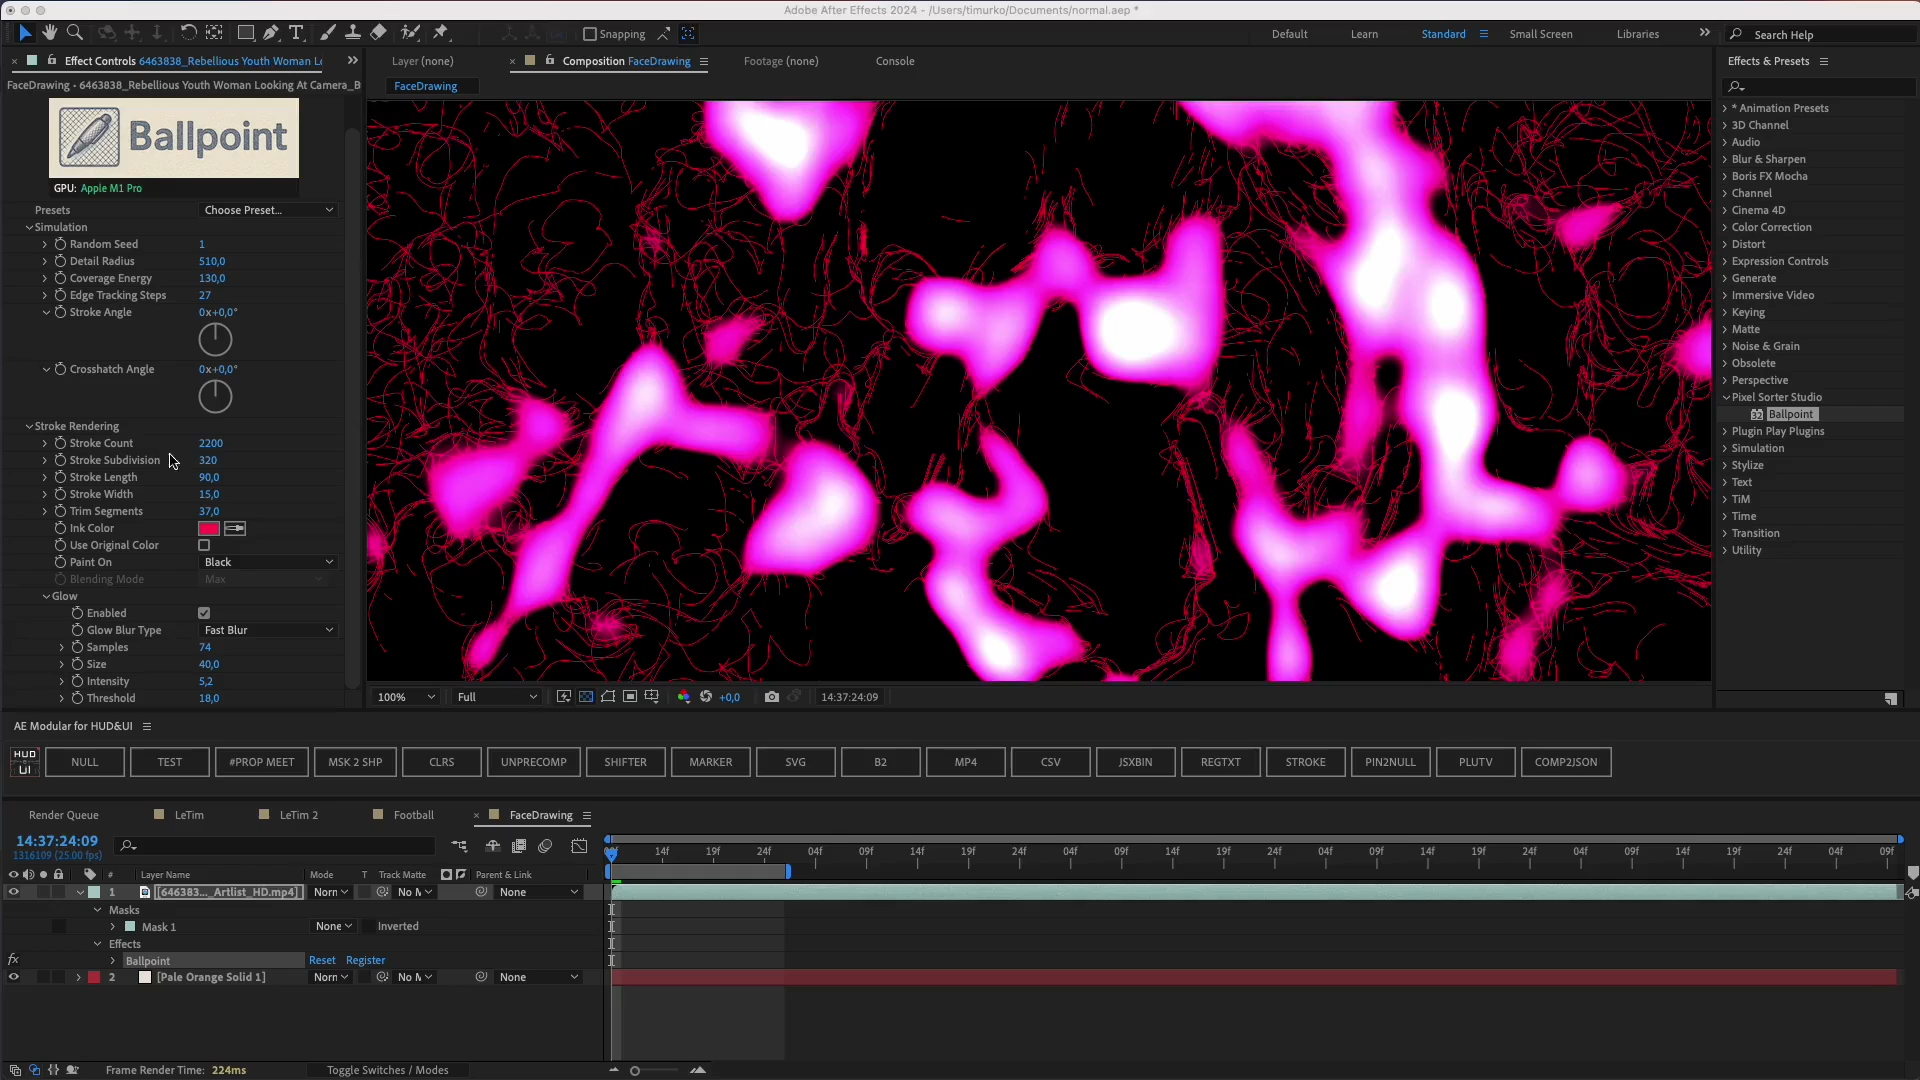 Adobe After Effects 2024 - /Users/timurko/Documents/normal.aep *
Snapping
Default
Learn
Standard
Small Screen
Libraries
Search Help
Effect Controls 6463838_Rebellious Youth Woman Lo
Layer (none)
Composition FaceDrawing
Footage (none)
Console
Effects & Presets
FaceDrawing • 6463838_Rebellious Youth Woman Looking At Camera_B
FaceDrawing
Ballpoint
GPU: Apple M1 Pro
Presets
Choose Preset...
Simulation
Random Seed 1
Detail Radius 510,0
Coverage Energy 130,0
Edge Tracking Steps 27
Stroke Angle 0x+0,0°
Crosshatch Angle 0x+0,0°
Stroke Rendering
Stroke Count 2200
Stroke Subdivision 320
Stroke Length 90,0
Stroke Width 15,0
Trim Segments 37,0
Ink Color
Use Original Color
Paint On Black
Blending Mode Max
Glow
Enabled
Glow Blur Type Fast Blur
Samples 74
Size 40,0
Intensity 5,2
Threshold 18,0
* Animation Presets
3D Channel
Audio
Blur & Sharpen
Boris FX Mocha
Channel
Cinema 4D
Color Correction
Distort
Expression Controls
Generate
Immersive Video
Keying
Matte
Noise & Grain
Obsolete
Perspective
Pixel Sorter Studio
32 Ballpoint
Plugin Play Plugins
Simulation
Stylize
Text
TiM
Time
Transition
Utility
100%
Full
+0,0
14:37:24:09
AE Modular for HUD&UI
HUD
UI
NULL
TEST
#PROP MEET
MSK 2 SHP
CLRS
UNPRECOMP
SHIFTER
MARKER
SVG
B2
MP4
CSV
JSXBIN
REGTXT
STROKE
PIN2NULL
PLUTV
COMP2JSON
Render Queue
LeTim
LeTim 2
Football
FaceDrawing
14:37:24:09
1316109 (25.00 fps)
14f 19f 24f 04f 09f 14f 19f 24f 04f 09f 14f 19f 24f 04f 09f 14f 19f 24f 04f 09f 14f 19f 24f 04f 09f
# Layer Name Mode T Track Matte Parent & Link
1 [646383..._Artlist_HD.mp4] Norn No M None
Masks
Mask 1 None Inverted
Effects
fx Ballpoint Reset Register
2 [Pale Orange Solid 1] Norn No M None
Frame Render Time: 224ms
Toggle Switches / Modes